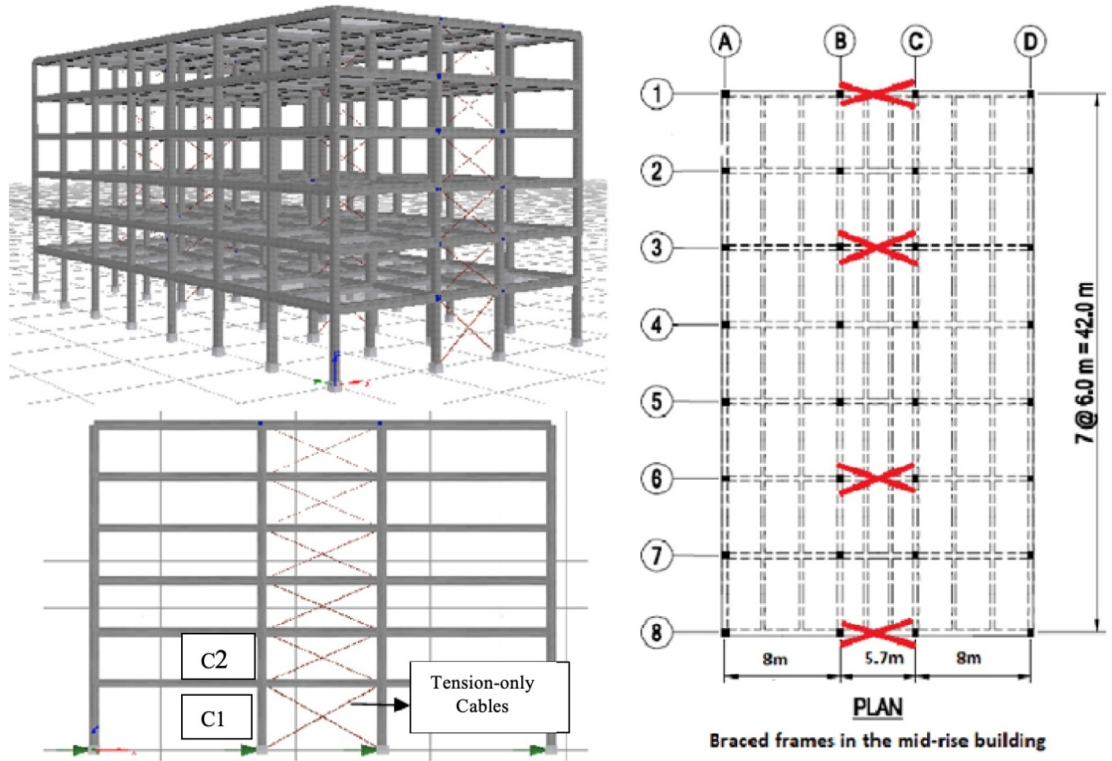 A B C D
1
2
3
4
5
6
7
8
7 @ 6.0 m = 42.0 m
8m 5.7m 8m
PLAN
Braced frames in the mid-rise building
C2
C1
Tension-only
Cables